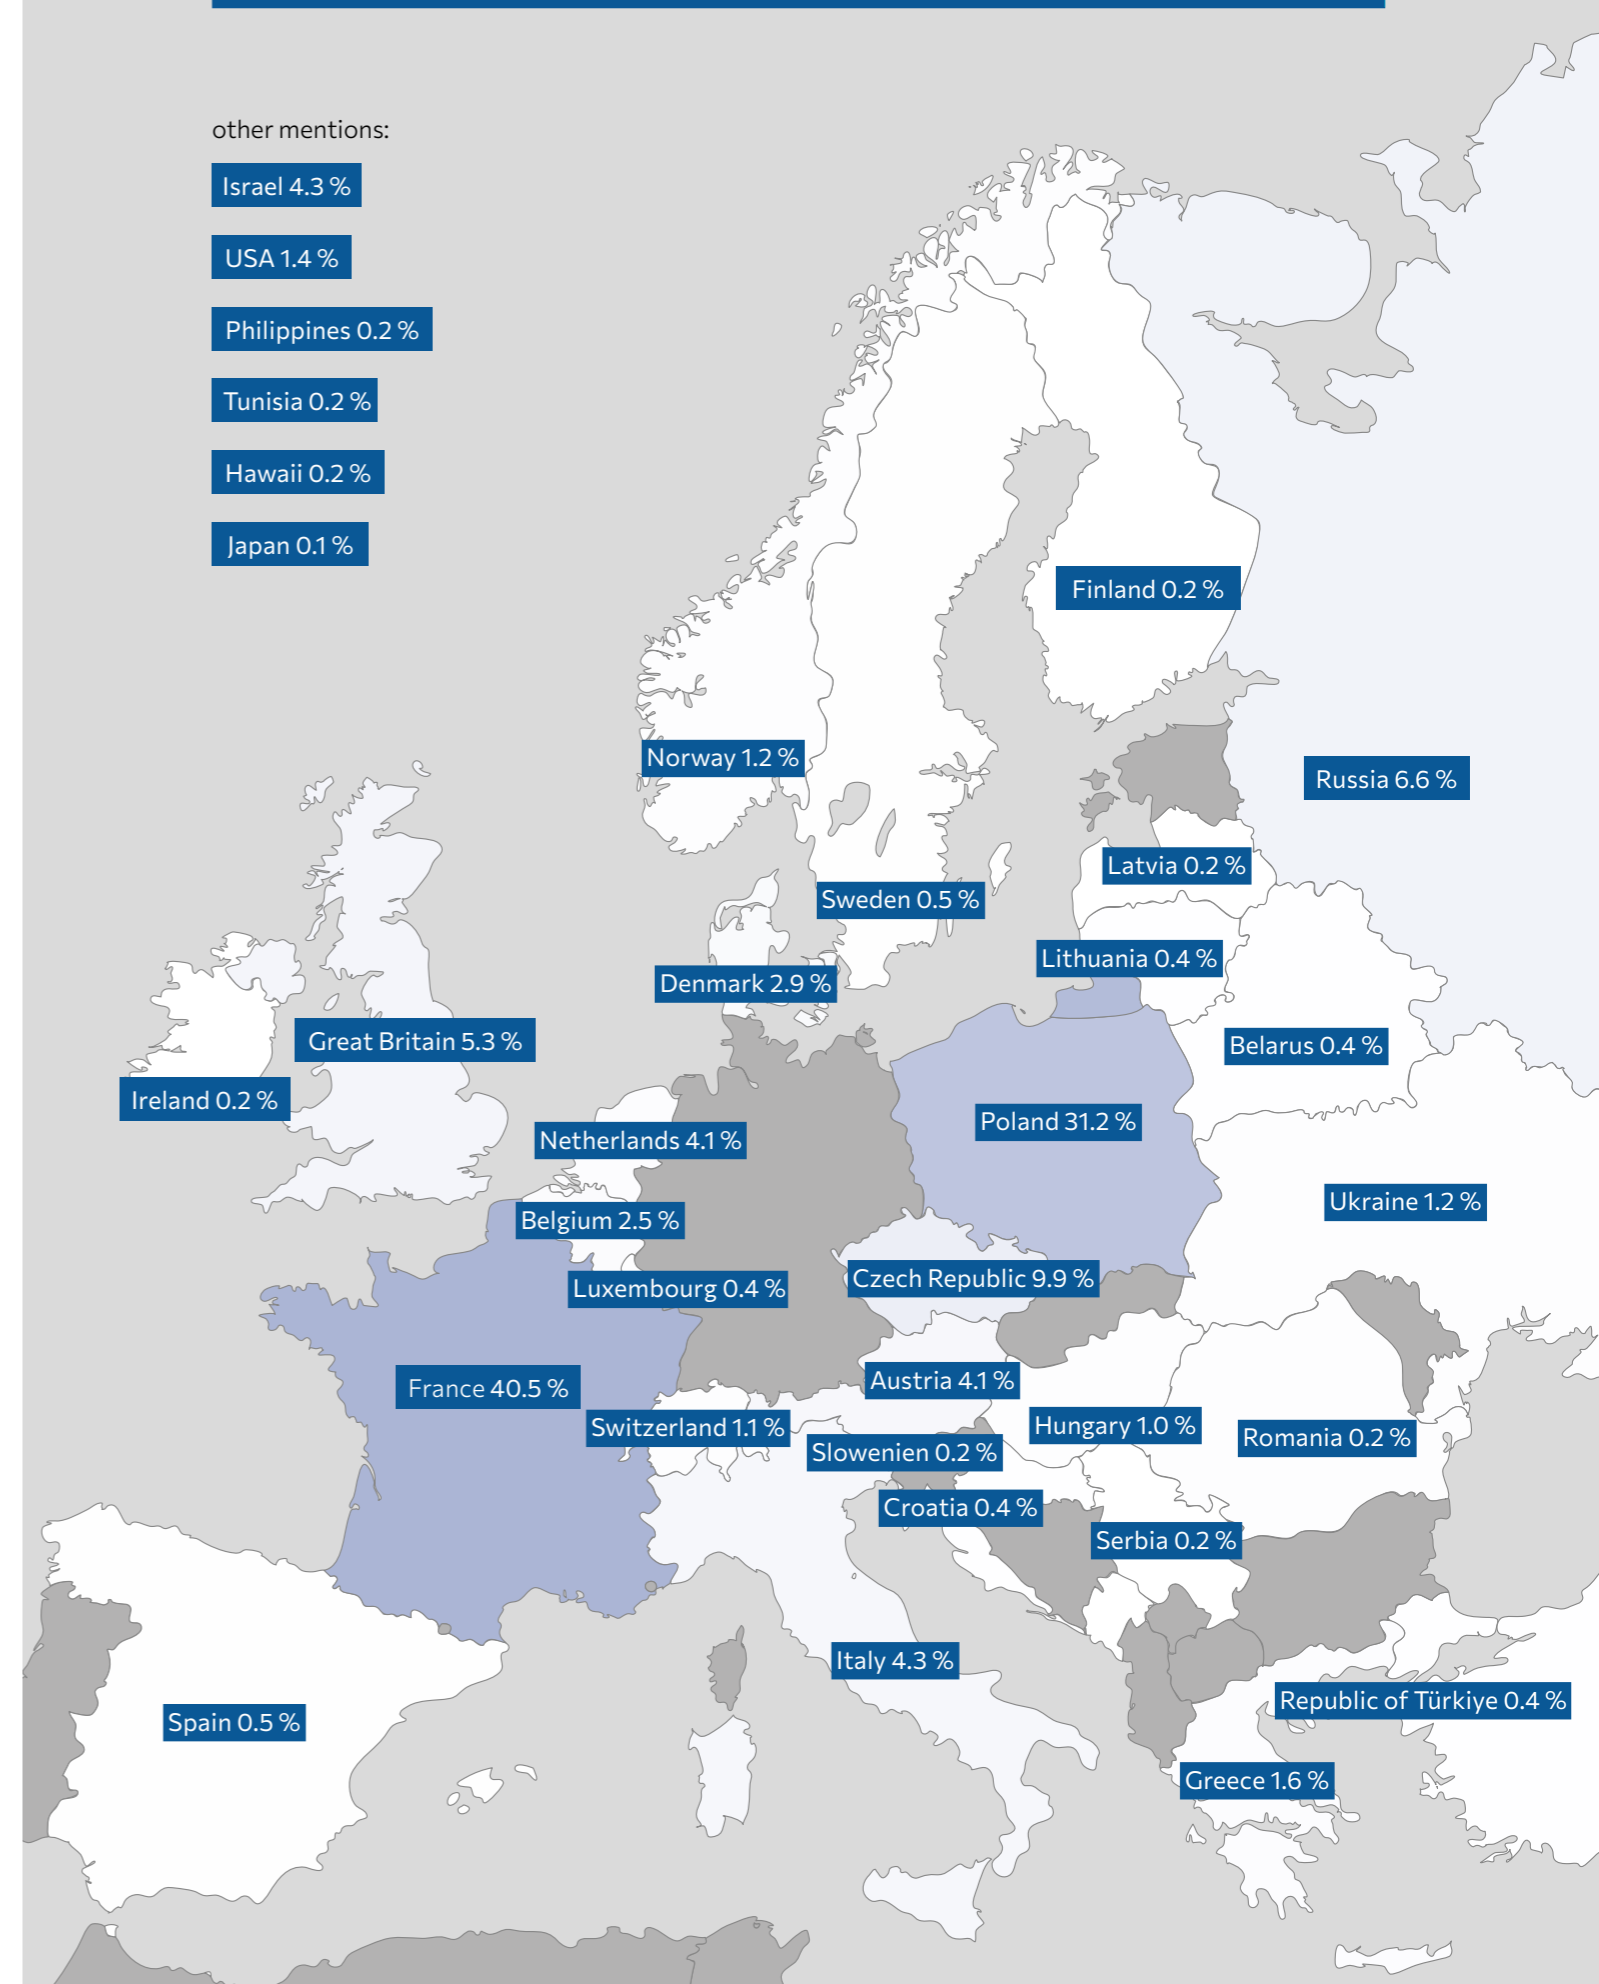 other mentions:
Israel 4.3 %
USA 1.4 %
Philippines 0.2 %
Tunisia 0.2 %
Hawaii 0.2 %
Japan 0.1 %
Finland 0.2 %
Norway 1.2 %
Russia 6.6 %
Latvia 0.2 %
Sweden 0.5 %
Lithuania 0.4 %
Denmark 2.9 %
Great Britain 5.3 %
Belarus 0.4 %
Ireland 0.2 %
Poland 31.2 %
Netherlands 4.1 %
Ukraine 1.2 %
Belgium 2.5 %
Czech Republic 9.9 %
Luxembourg 0.4 %
Austria 4.1 %
France 40.5 %
Switzerland 1.1 %
Hungary 1.0 %
Romania 0.2 %
Slowenien 0.2 %
Croatia 0.4 %
Serbia 0.2 %
Italy 4.3 %
Republic of Türkiye 0.4 %
Spain 0.5 %
Greece 1.6 %